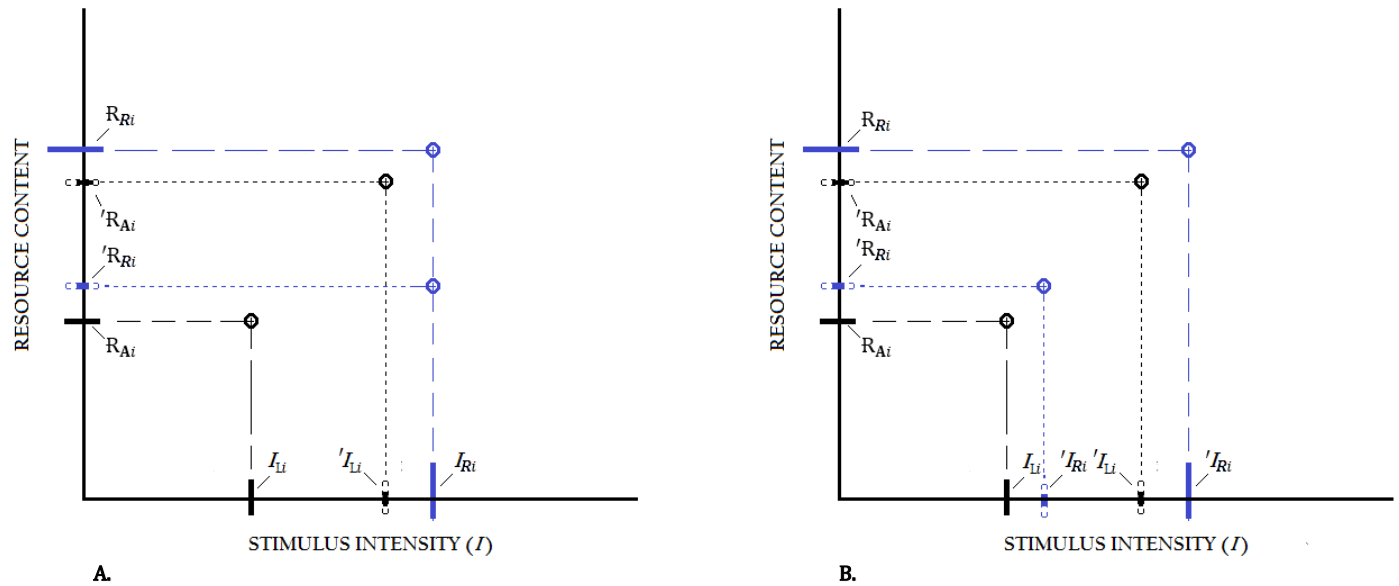 RESOURCE CONTENT
R_Ri
'R_Ai
'R_Ri
R_Ai
I_Li 'I_Li I_Ri
STIMULUS INTENSITY (I)
A.
RESOURCE CONTENT
R_Ri
'R_Ai
'R_Ri
R_Ai
I_Li 'I_Ri 'I_Li 'I_Ri
STIMULUS INTENSITY (I)
B.